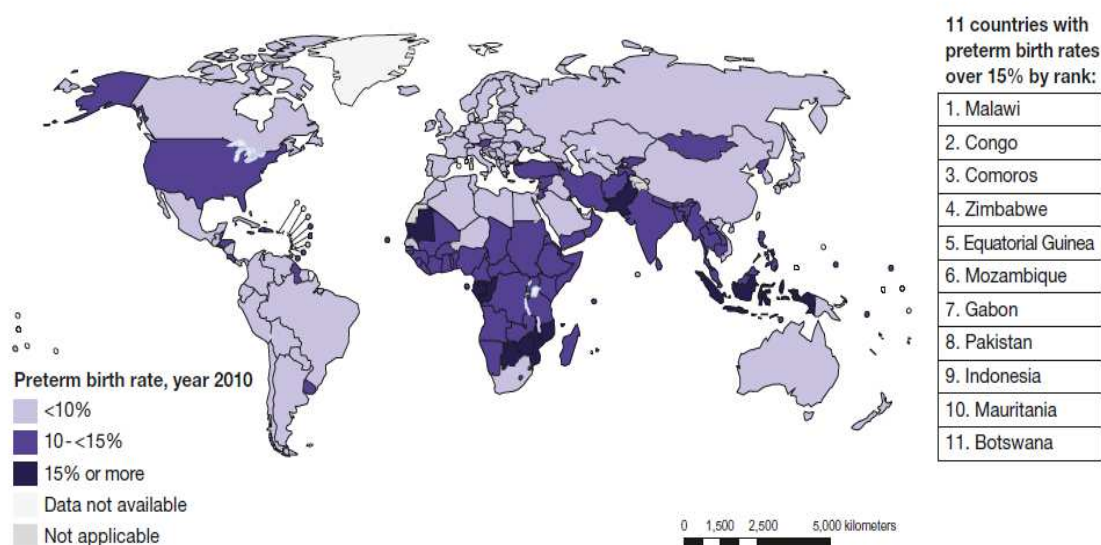 11 countries with
preterm birth rates
over 15% by rank:
1. Malawi
2. Congo
3. Comoros
4. Zimbabwe
5. Equatorial Guinea
6. Mozambique
7. Gabon
8. Pakistan
9. Indonesia
10. Mauritania
11. Botswana
Preterm birth rate, year 2010
<10%
10-<15%
15% or more
Data not available
Not applicable
0 1,500 2,500 5,000 kilometers